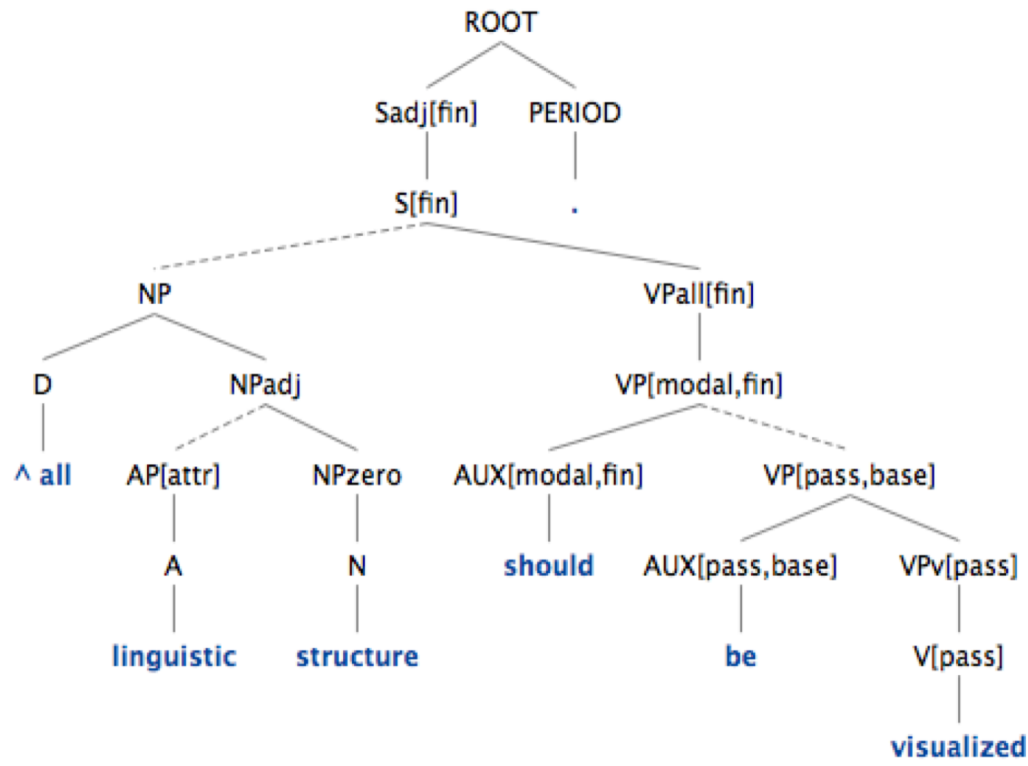 ROOT
Sadj[fin] PERIOD
S[fin] .
NP VPall[fin]
D NPadj VP[modal,fin]
^ all AP[attr] NPzero AUX[modal,fin] VP[pass,base]
A N should AUX[pass,base] VPv[pass]
linguistic structure be V[pass]
visualized